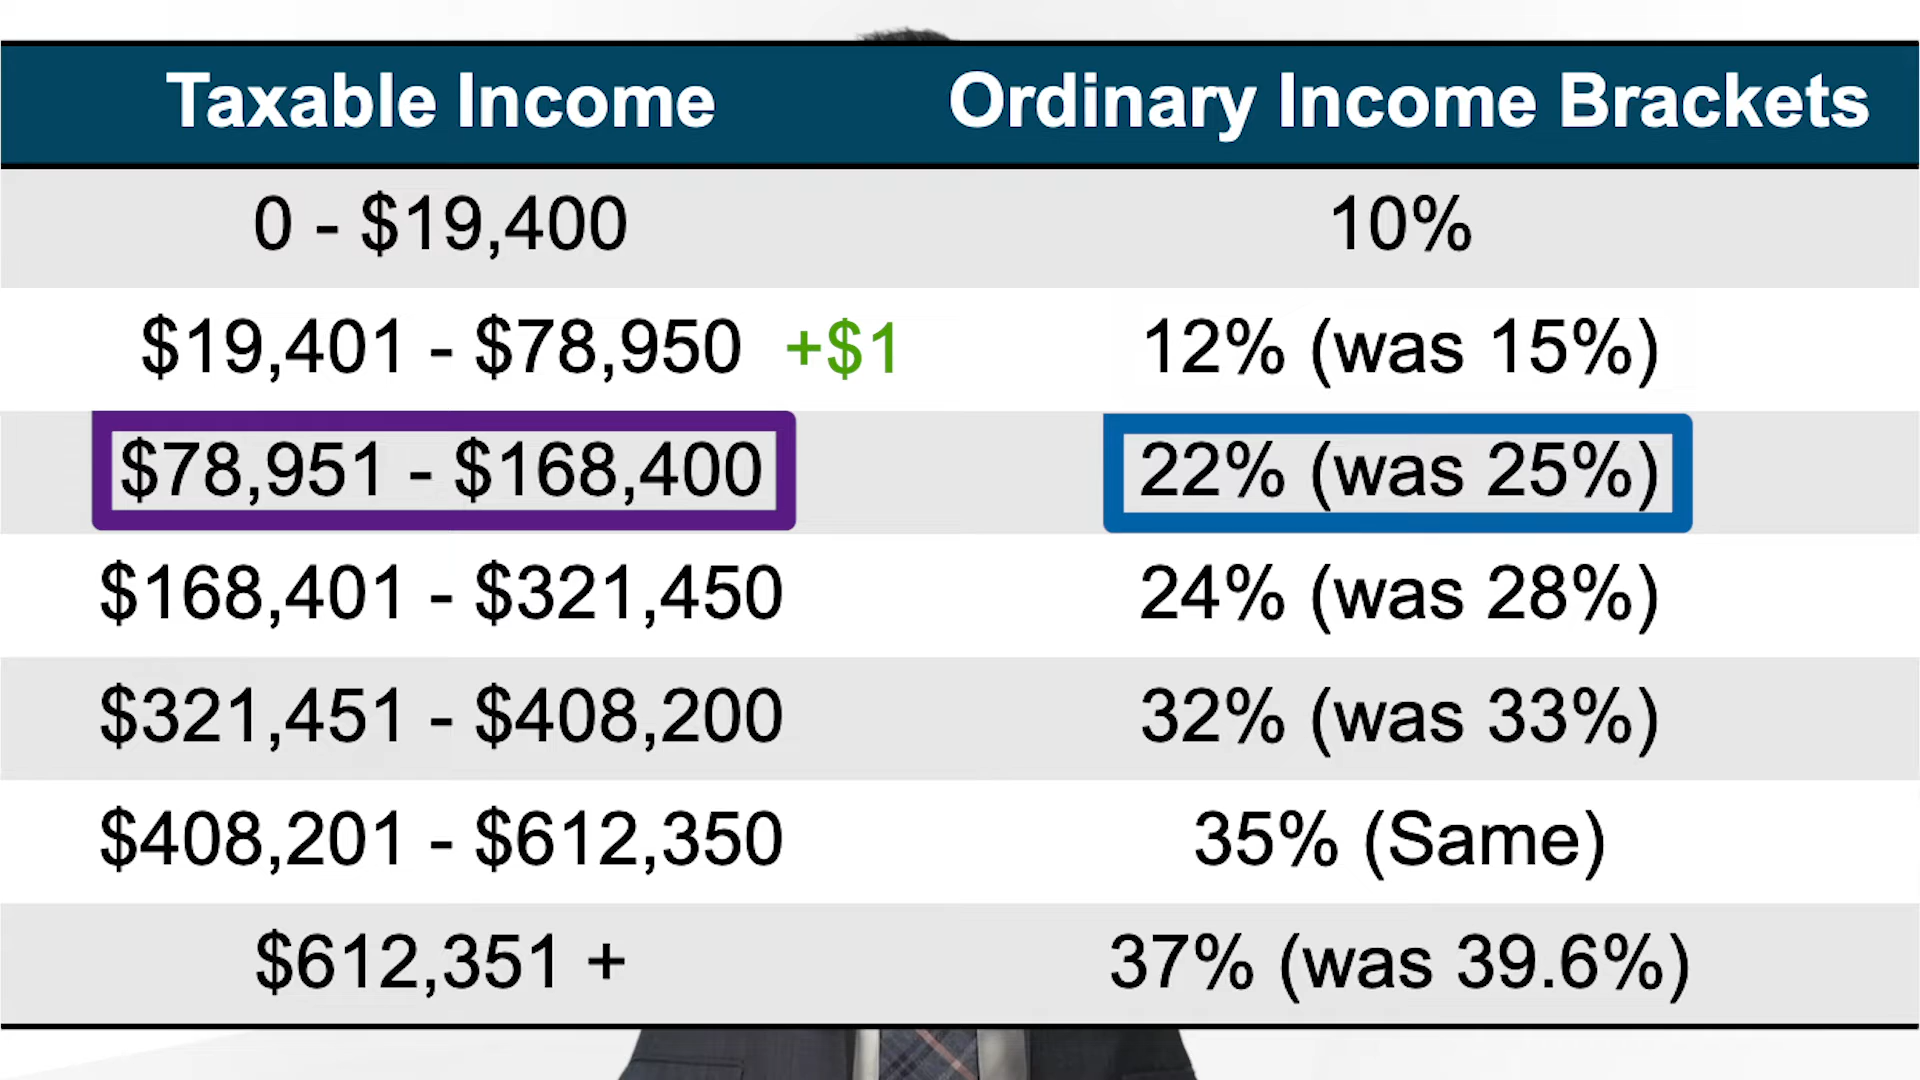 Taxable Income Ordinary Income Brackets
0 - $19,400 10%
$19,401 - $78,950 +$1 12% (was 15%)
$78,951 - $168,400 22% (was 25%)
$168,401 - $321,450 24% (was 28%)
$321,451 - $408,200 32% (was 33%)
$408,201 - $612,350 35% (Same)
$612,351 + 37% (was 39.6%)